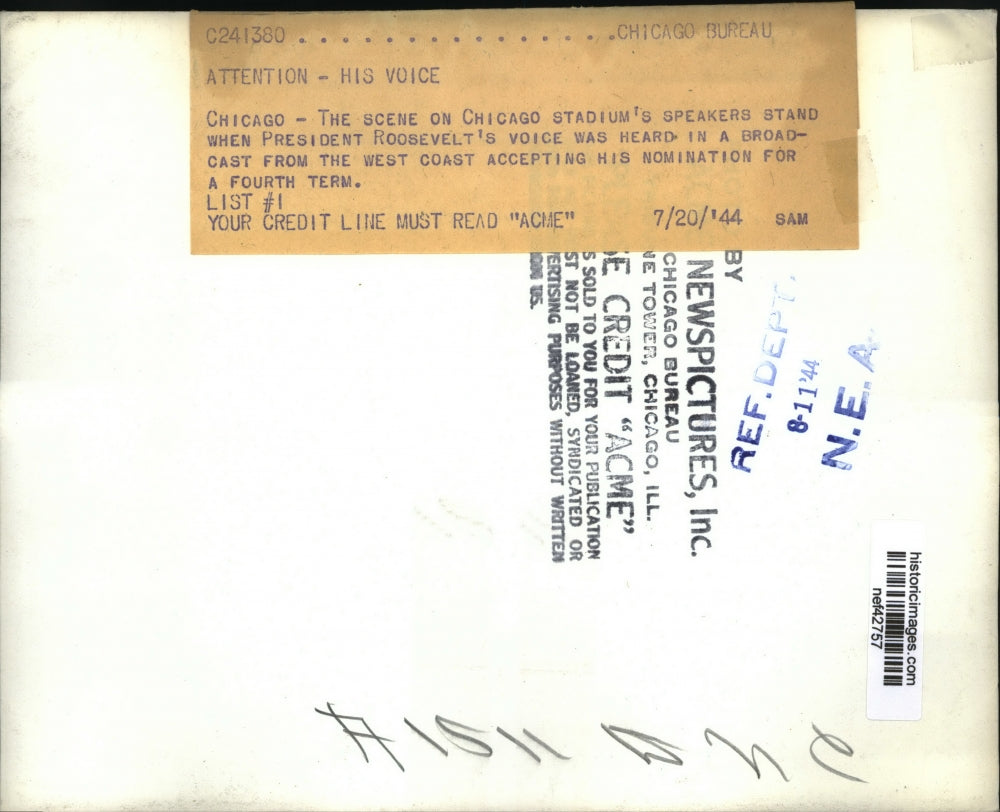 C241380 . . . . . . . . . . . . . . . . CHICAGO BUREAU
ATTENTION - HIS VOICE
CHICAGO - THE SCENE ON CHICAGO STADIUM'S SPEAKERS STAND
WHEN PRESIDENT ROOSEVELT'S VOICE WAS HEARD IN A BROAD-
CAST FROM THE WEST COAST ACCEPTING HIS NOMINATION FOR
A FOURTH TERM.
LIST #1
YOUR CREDIT LINE MUST READ "ACME" 7/20/'44 SAM
BY
NEWSPICTURES, Inc.
CHICAGO BUREAU
NE TOWER, CHICAGO, ILL.
SE CREDIT "ACME"
S SOLD TO YOU FOR YOUR PUBLICATION
ST NOT BE LOANED, SYNDICATED OR
VERTISING PURPOSES WITHOUT WRITTEN
US.
REF. DEPT.
8-11'44
N.E.A.
historicimages.com
nef42757